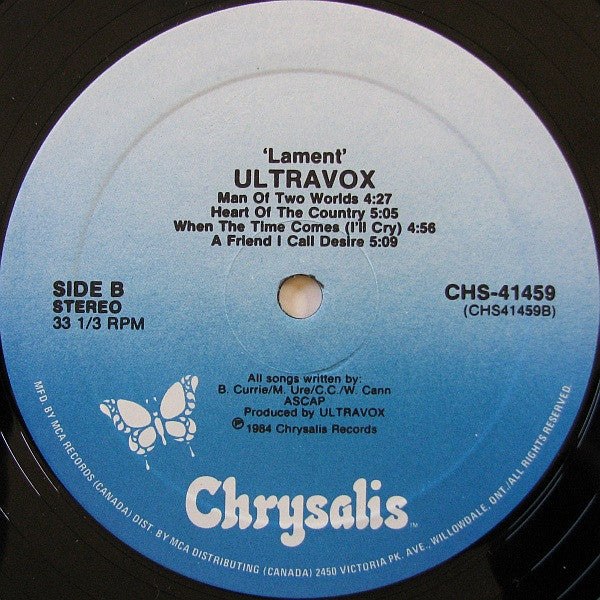 'Lament'
ULTRAVOX
Man Of Two Worlds 4:27
Heart Of The Country 5:05
When The Time Comes (I'll Cry) 4:56
A Friend I Call Desire 5:09
SIDE B
STEREO
33 1/3 RPM
CHS-41459
(CHS41459B)
All songs written by:
B. Currie/M. Ure/C.C./W. Cann
ASCAP
Produced by ULTRAVOX
℗ 1984 Chrysalis Records
Chrysalis™
MFD. BY MCA RECORDS (CANADA) DIST. BY MCA DISTRIBUTING (CANADA) 2450 VICTORIA PK. AVE., WILLOWDALE, ONT./ALL RIGHTS RESERVED.